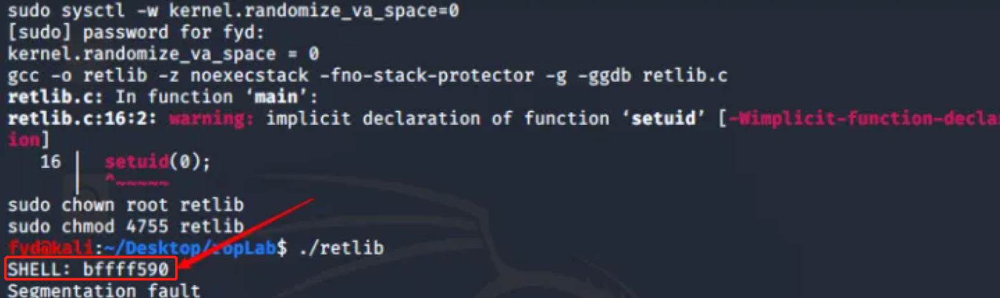 sudo sysctl -w kernel.randomize_va_space=0
[sudo] password for fyd:
kernel.randomize_va_space = 0
gcc -o retlib -z noexecstack -fno-stack-protector -g -ggdb retlib.c
retlib.c: In function ‘main’:
retlib.c:16:2: warning: implicit declaration of function ‘setuid’ [-Wimplicit-function-declarat
ion]
16 | setuid(0);
| ^~~~~~
sudo chown root retlib
sudo chmod 4755 retlib
fyd@kali:~/Desktop/ropLab$ ./retlib
SHELL: bffff590
Segmentation fault